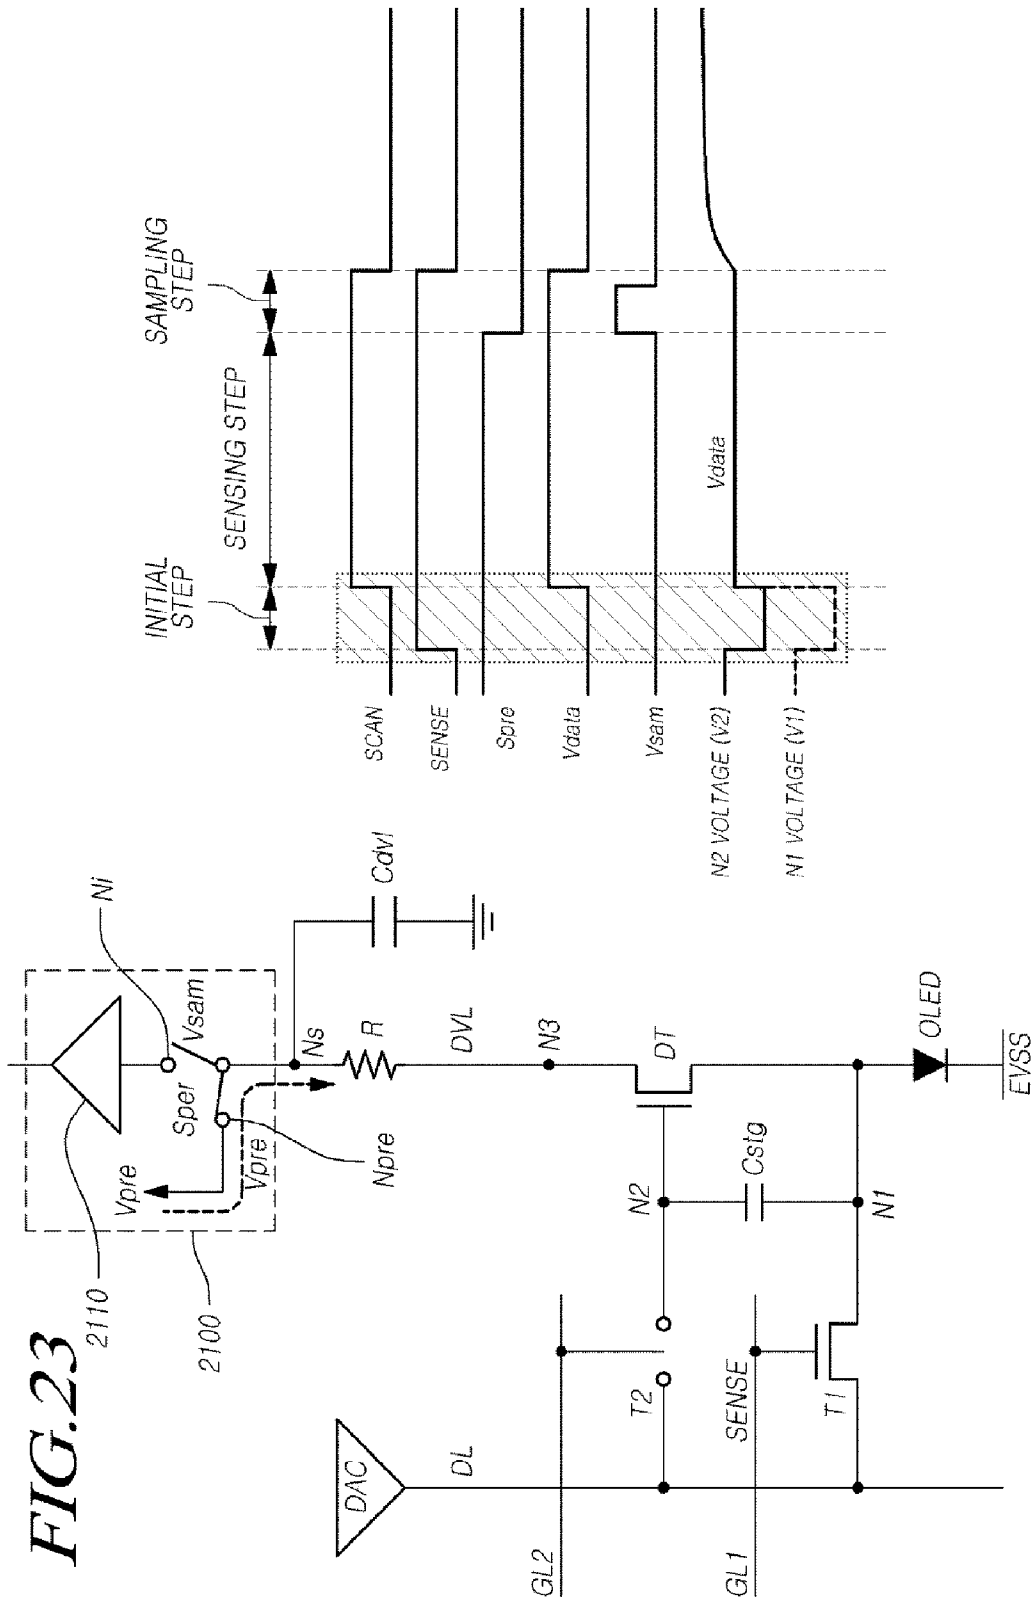 FIG.23
2110
2100
Vpre
Vpre
Sper
Vsam
Ni
Npre
Ns
Cdvl
R
DVL
N3
DAC
DL
GL2
T2
N2
DT
Cstg
SENSE
GL1
T1
N1
OLED
EVSS
INITIAL
STEP
SENSING STEP
SAMPLING
STEP
SCAN
SENSE
Spre
Vdata
Vsam
N2 VOLTAGE (V2)
N1 VOLTAGE (V1)
Vdata